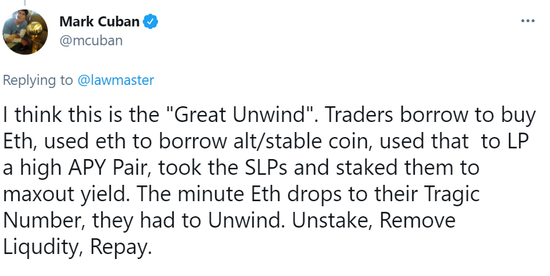 Mark Cuban
@mcuban
Replying to @lawmaster
I think this is the "Great Unwind". Traders borrow to buy
Eth, used eth to borrow alt/stable coin, used that to LP
a high APY Pair, took the SLPs and staked them to
maxout yield. The minute Eth drops to their Tragic
Number, they had to Unwind. Unstake, Remove
Liqudity, Repay.